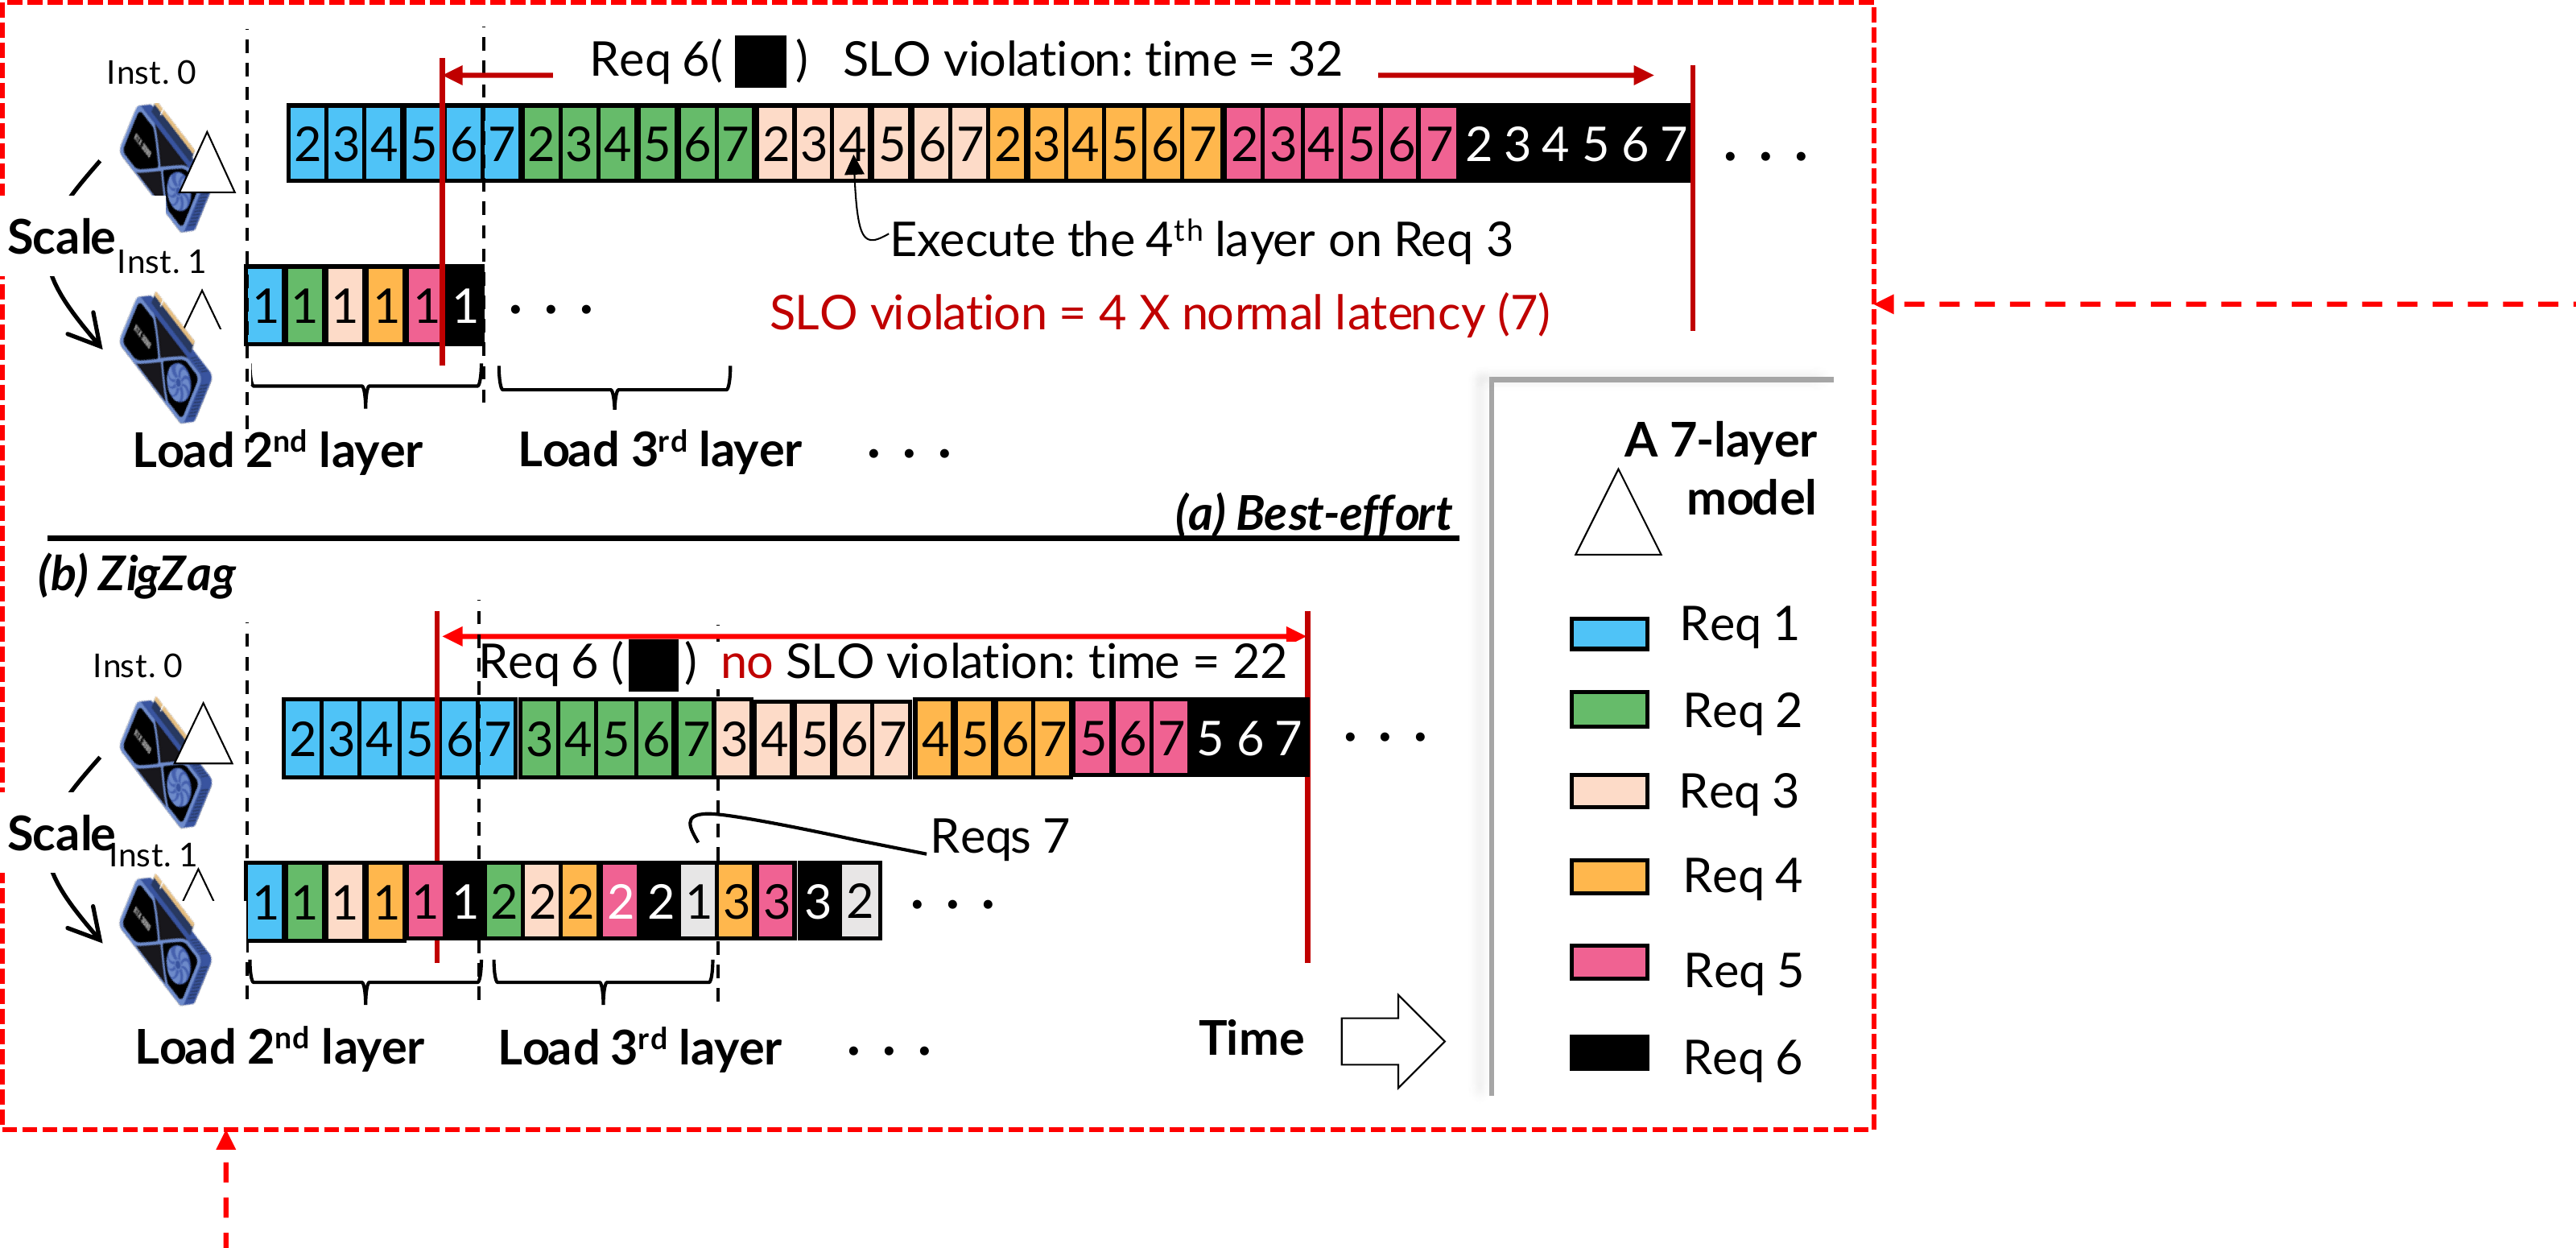 Req 6( ) SLO violation: time = 32
Inst. 0
2 3 4 5 6 7 2 3 4 5 6 7 2 3 4 5 6 7 2 3 4 5 6 7 2 3 4 5 6 7 2 3 4 5 6 7 . . .
Scale
Execute the 4th layer on Req 3
Inst. 1
1 1 1 1 1 1 . . .
SLO violation = 4 X normal latency (7)
Load 2nd layer Load 3rd layer . . .
(a) Best-effort
(b) ZigZag
Req 6 ( ) no SLO violation: time = 22
Inst. 0
2 3 4 5 6 7 3 4 5 6 7 3 4 5 6 7 4 5 6 7 5 6 7 5 6 7 . . .
Scale
Reqs 7
Inst. 1
1 1 1 1 1 1 2 2 2 2 2 1 3 3 3 2 . . .
Load 2nd layer Load 3rd layer . . .
Time
A 7-layer
model
Req 1
Req 2
Req 3
Req 4
Req 5
Req 6